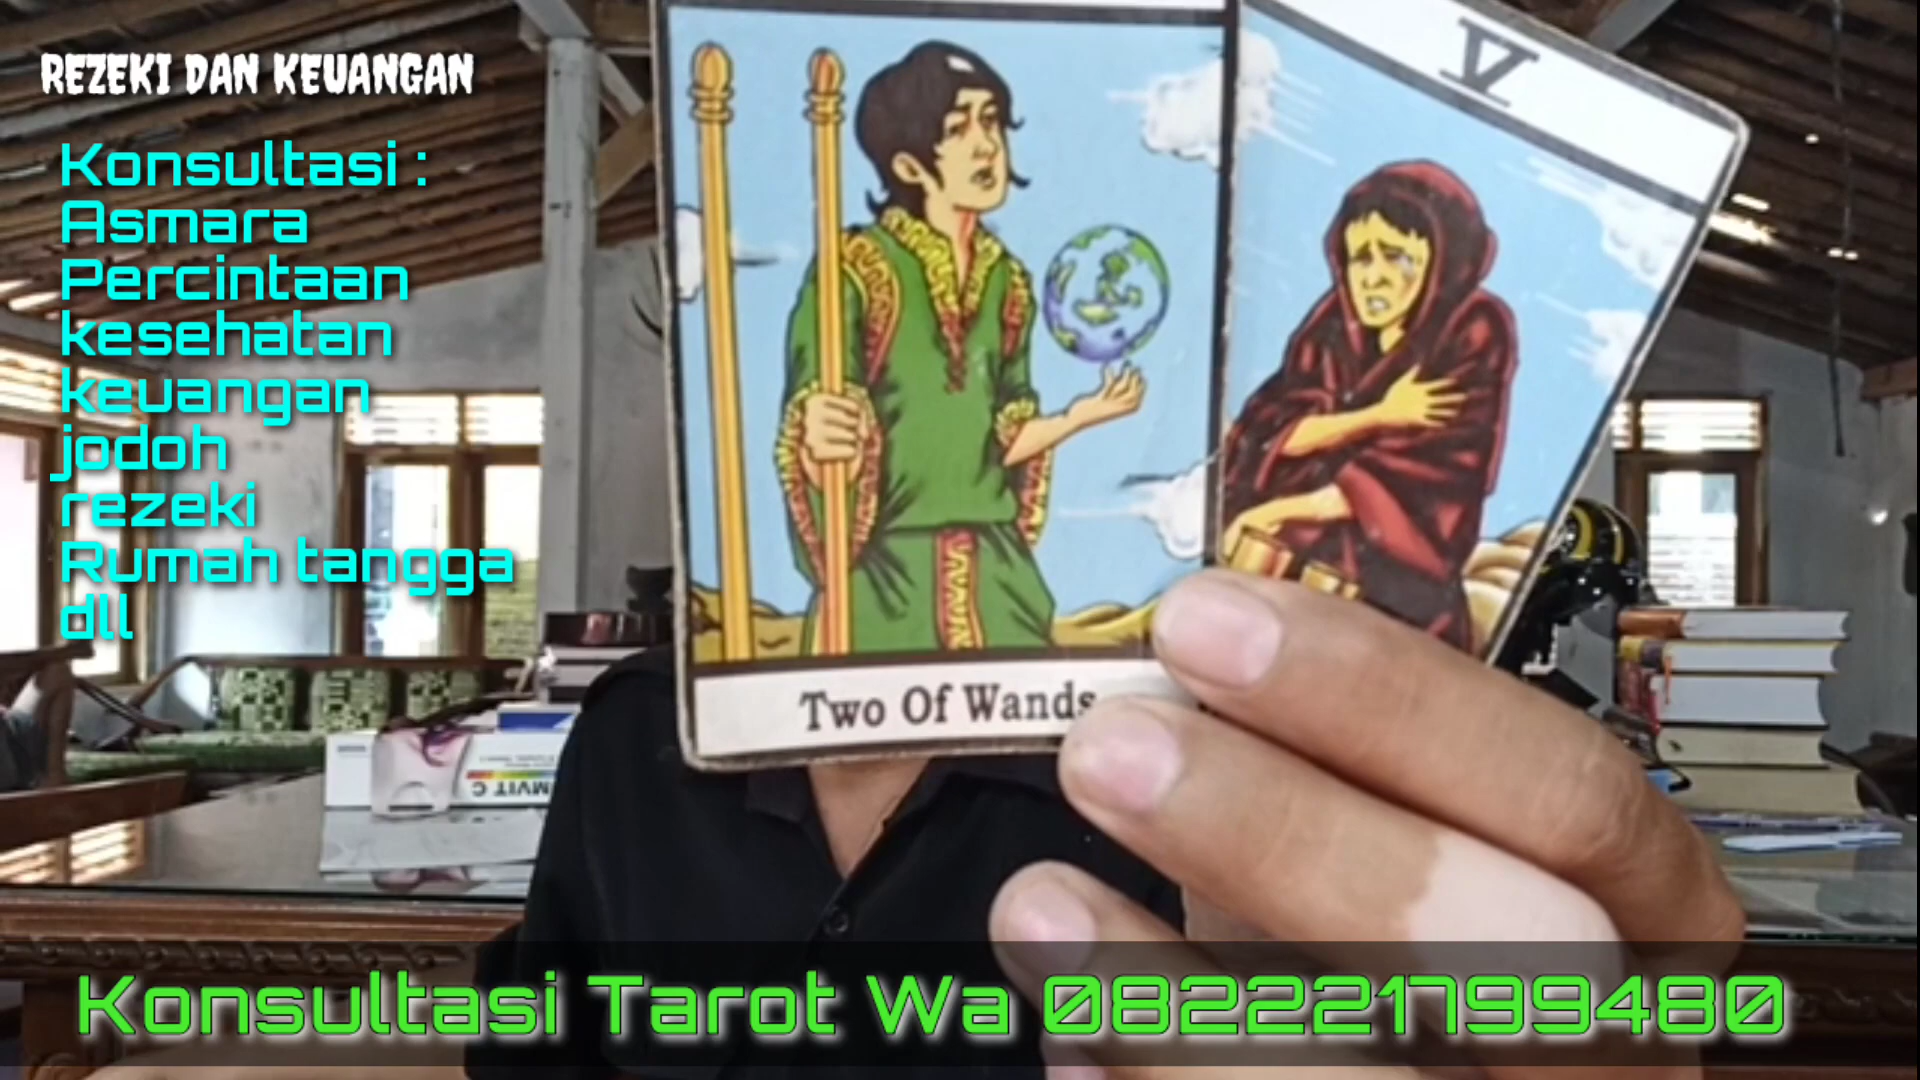 REZEKI DAN KEUANGAN
Konsultasi :
Asmara
Percintaan
kesehatan
keuangan
jodoh
rezeki
Rumah tangga
dll
V
Two Of Wands
Konsultasi Tarot Wa 082221799480